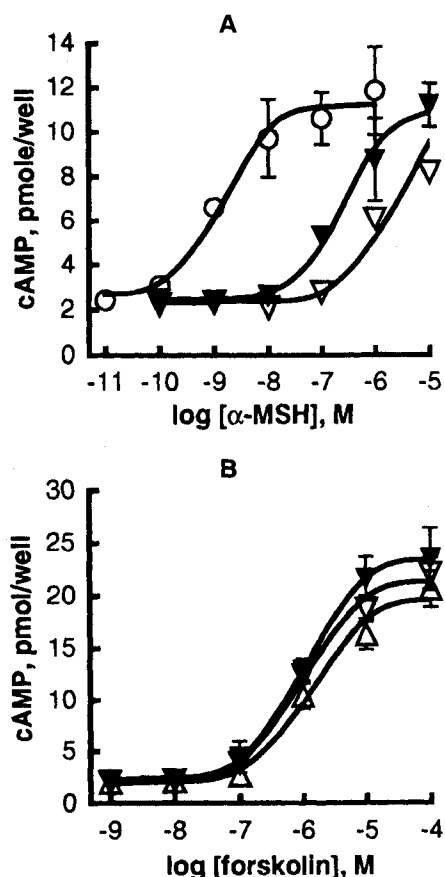 A
14
12
10
8
6
4
2
0
cAMP, pmole/well
-11 -10 -9 -8 -7 -6 -5
log [α-MSH], M
B
30
25
20
15
10
5
0
cAMP, pmol/well
-9 -8 -7 -6 -5 -4
log [forskolin], M